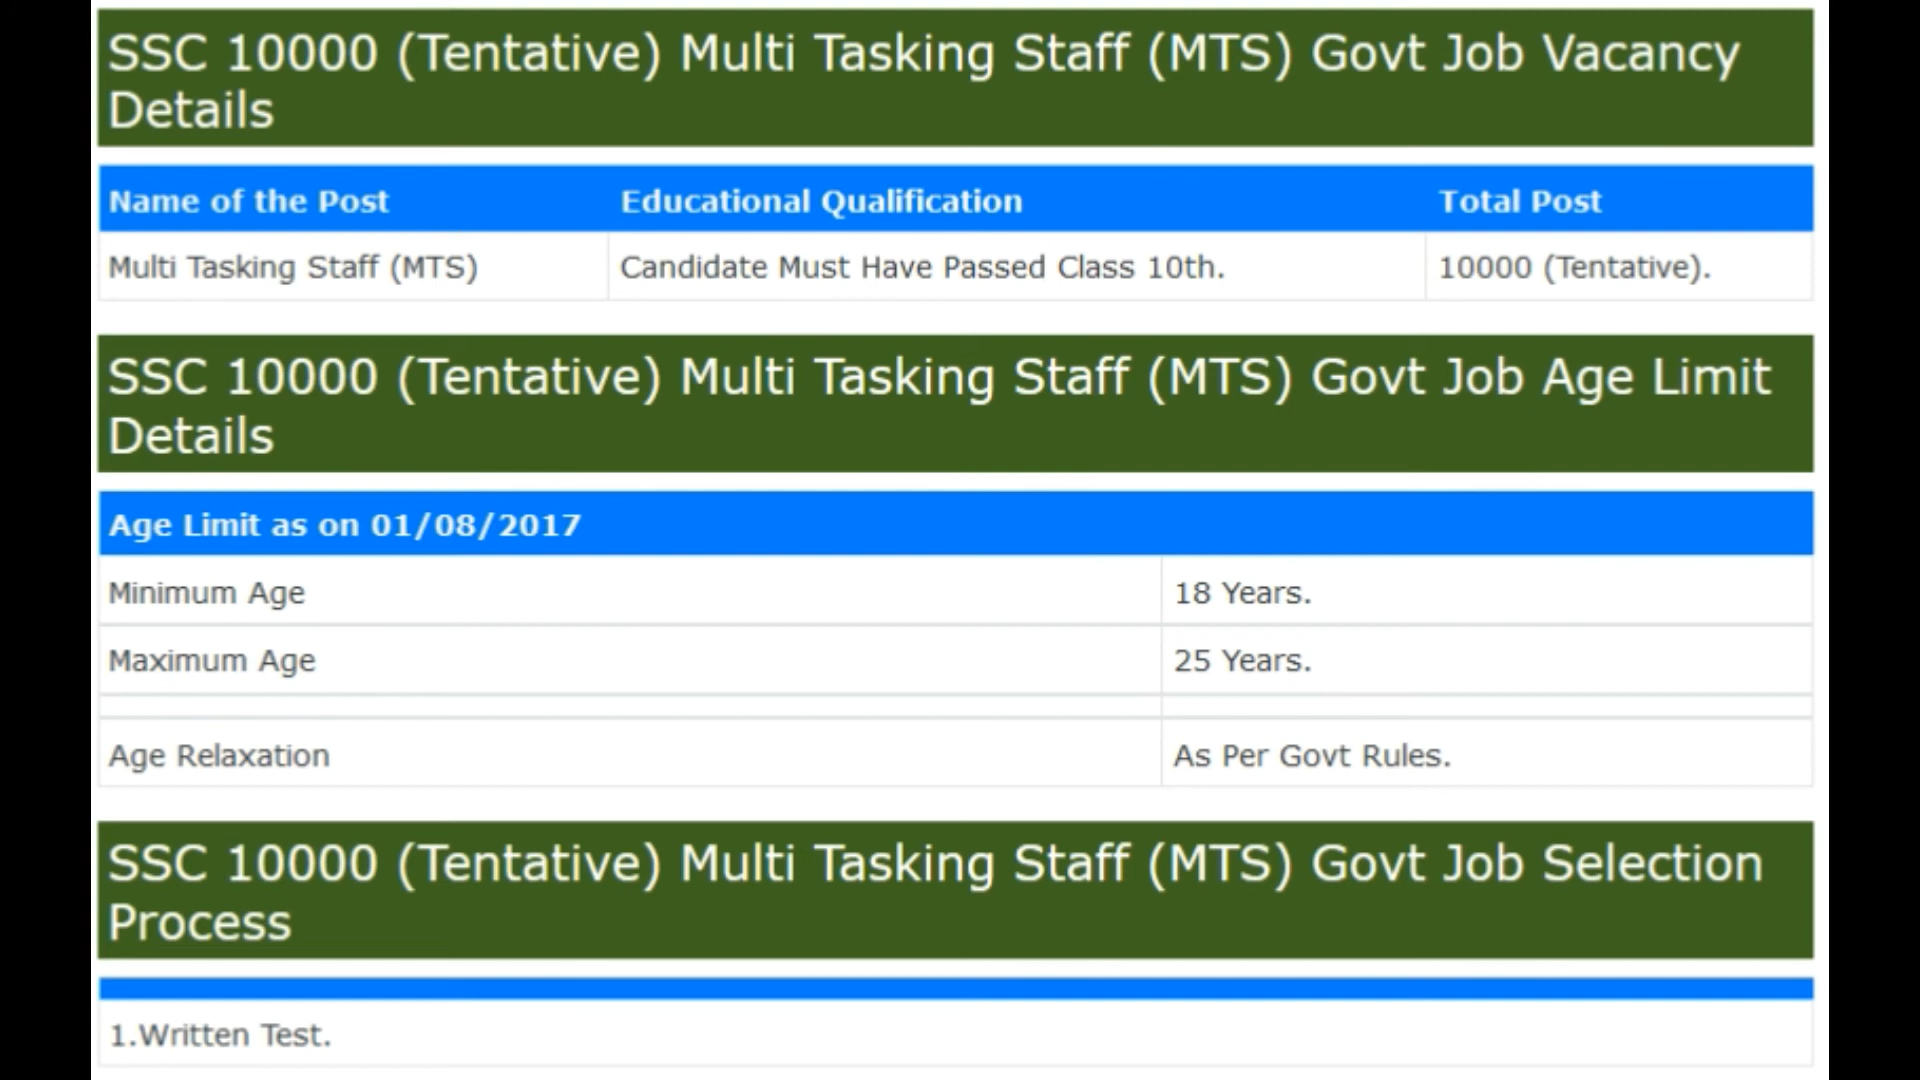 SSC 10000 (Tentative) Multi Tasking Staff (MTS) Govt Job Vacancy
Details
Name of the Post Educational Qualification Total Post
Multi Tasking Staff (MTS) Candidate Must Have Passed Class 10th. 10000 (Tentative).
SSC 10000 (Tentative) Multi Tasking Staff (MTS) Govt Job Age Limit
Details
Age Limit as on 01/08/2017
Minimum Age 18 Years.
Maximum Age 25 Years.
Age Relaxation As Per Govt Rules.
SSC 10000 (Tentative) Multi Tasking Staff (MTS) Govt Job Selection
Process
1.Written Test.